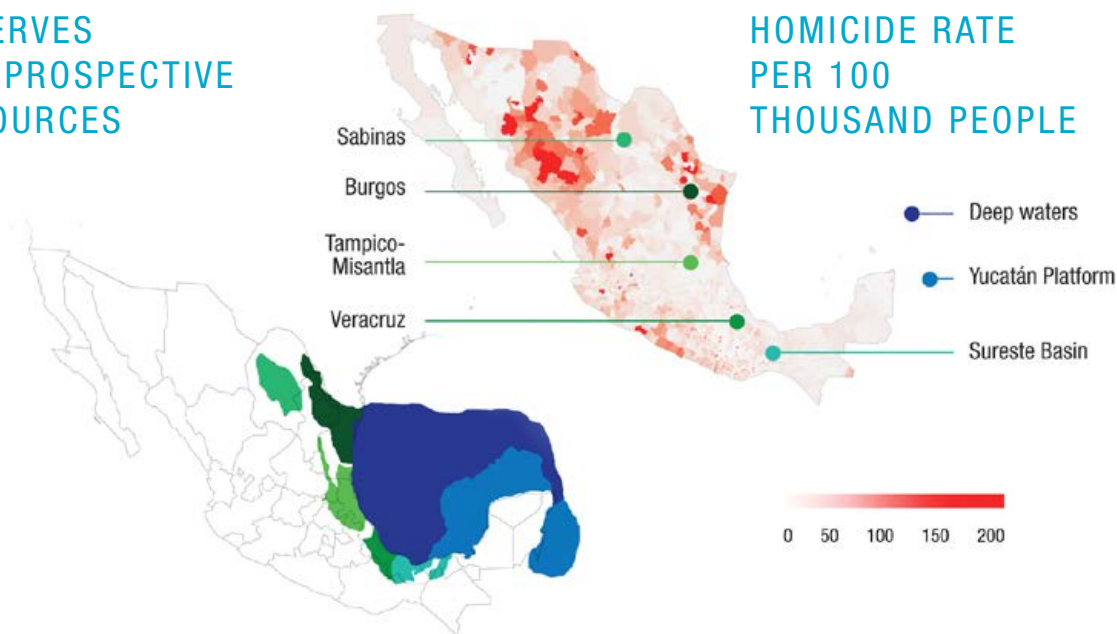 ERVES
PROSPECTIVE
OURCES
HOMICIDE RATE
PER 100
THOUSAND PEOPLE
Sabinas
Burgos
Tampico-
Misantla
Veracruz
Deep waters
Yucatán Platform
Sureste Basin
0 50 100 150 200